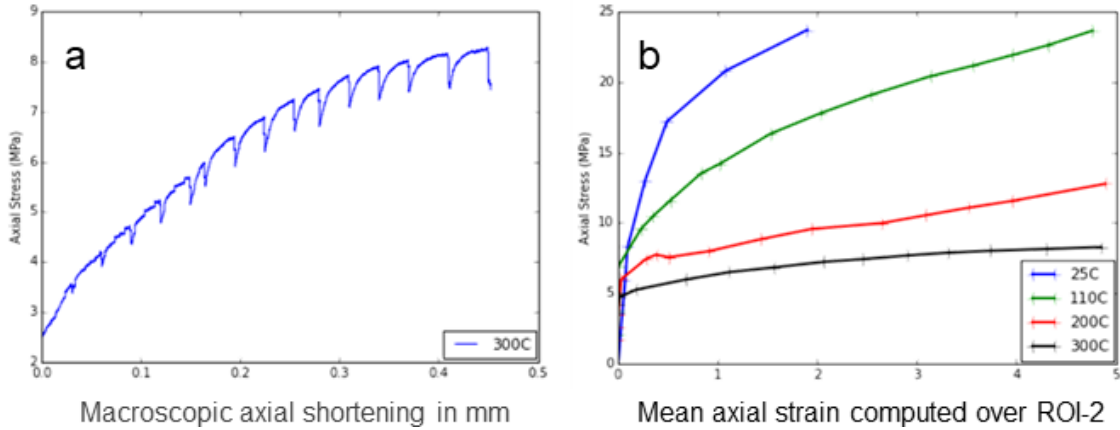 a
Axial Stress (MPa)
9
8
7
6
5
4
3
2
0.0 0.1 0.2 0.3 0.4 0.5
300C
Macroscopic axial shortening in mm
b
Axial Stress (MPa)
25
20
15
10
5
0
0 1 2 3 4 5
25C
110C
200C
300C
Mean axial strain computed over ROI-2